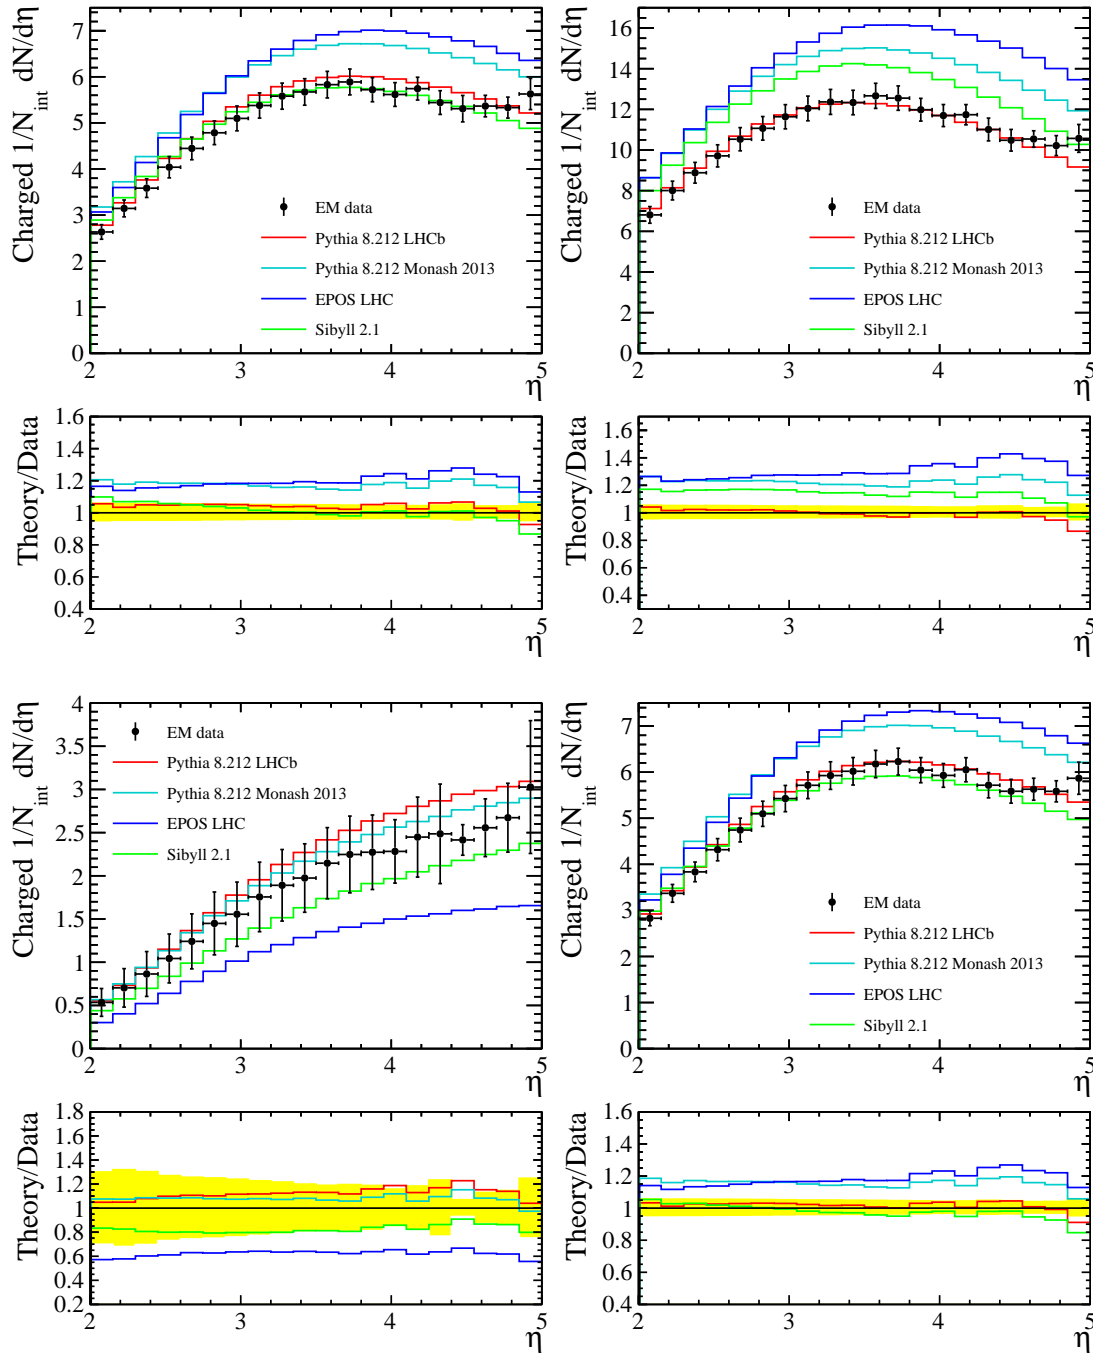 Charged 1/N_int dN/dη
7
6
5
4
3
2
1
0
EM data
Pythia 8.212 LHCb
Pythia 8.212 Monash 2013
EPOS LHC
Sibyll 2.1
2 3 4 5
η
Charged 1/N_int dN/dη
16
14
12
10
8
6
4
2
0
EM data
Pythia 8.212 LHCb
Pythia 8.212 Monash 2013
EPOS LHC
Sibyll 2.1
2 3 4 5
η
Theory/Data
1.6
1.4
1.2
1
0.8
0.6
0.4
2 3 4 5
η
Theory/Data
1.6
1.4
1.2
1
0.8
0.6
0.4
2 3 4 5
η
Charged 1/N_int dN/dη
4
3.5
3
2.5
2
1.5
1
0.5
0
EM data
Pythia 8.212 LHCb
Pythia 8.212 Monash 2013
EPOS LHC
Sibyll 2.1
2 3 4 5
η
Charged 1/N_int dN/dη
7
6
5
4
3
2
1
0
EM data
Pythia 8.212 LHCb
Pythia 8.212 Monash 2013
EPOS LHC
Sibyll 2.1
2 3 4 5
η
Theory/Data
1.8
1.6
1.4
1.2
1
0.8
0.6
0.4
0.2
2 3 4 5
η
Theory/Data
1.6
1.4
1.2
1
0.8
0.6
0.4
2 3 4 5
η